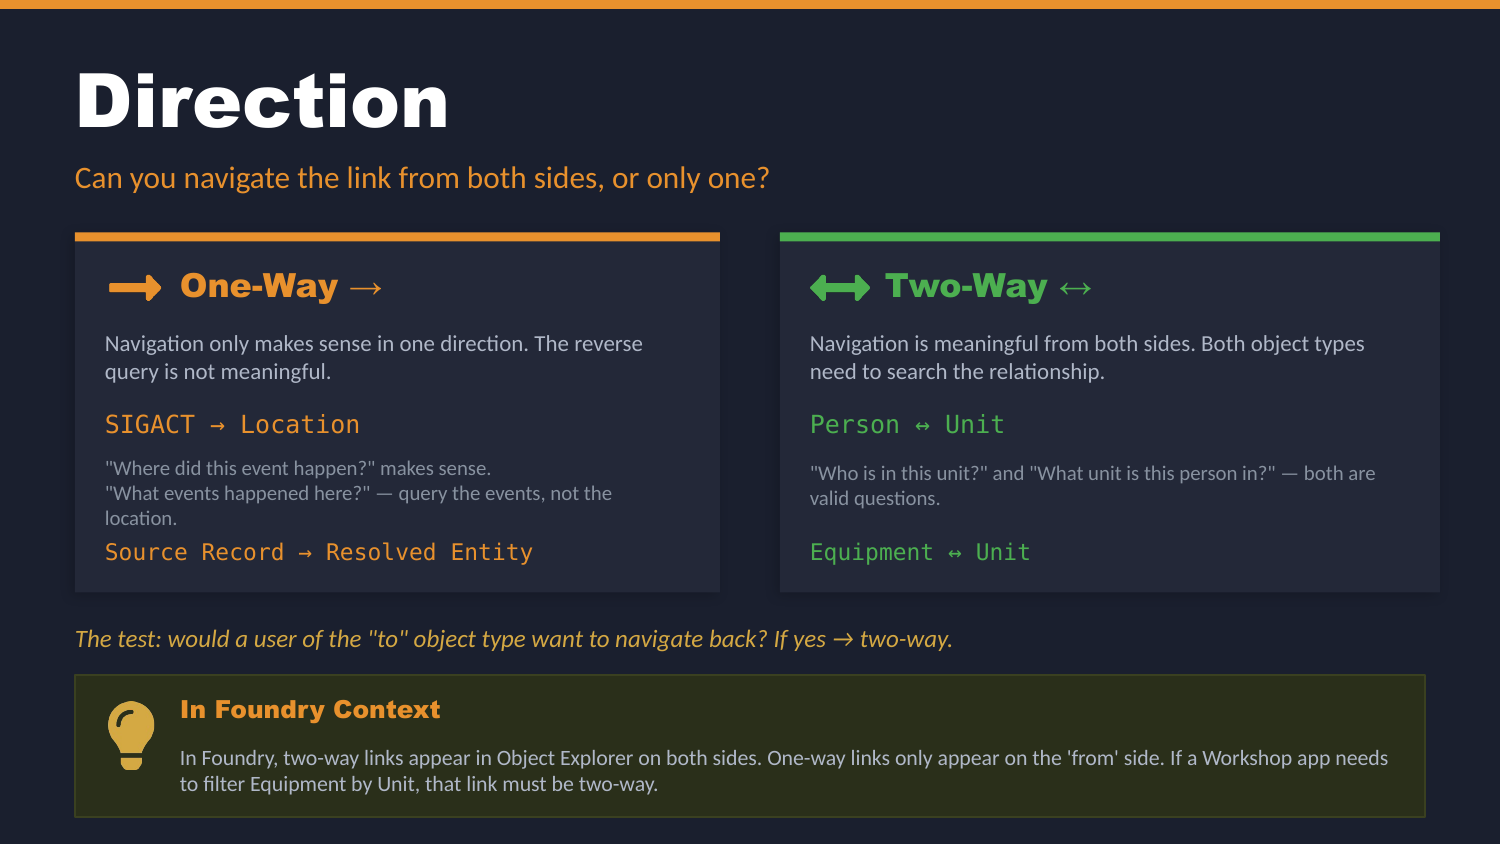 Direction
Can you navigate the link from both sides, or only one?
One-Way →
Navigation only makes sense in one direction. The reverse
query is not meaningful.
SIGACT → Location
"Where did this event happen?" makes sense.
"What events happened here?" — query the events, not the
location.
Source Record → Resolved Entity
Two-Way ↔
Navigation is meaningful from both sides. Both object types
need to search the relationship.
Person ↔ Unit
"Who is in this unit?" and "What unit is this person in?" — both are
valid questions.
Equipment ↔ Unit
The test: would a user of the "to" object type want to navigate back? If yes → two-way.
In Foundry Context
In Foundry, two-way links appear in Object Explorer on both sides. One-way links only appear on the 'from' side. If a Workshop app needs
to filter Equipment by Unit, that link must be two-way.